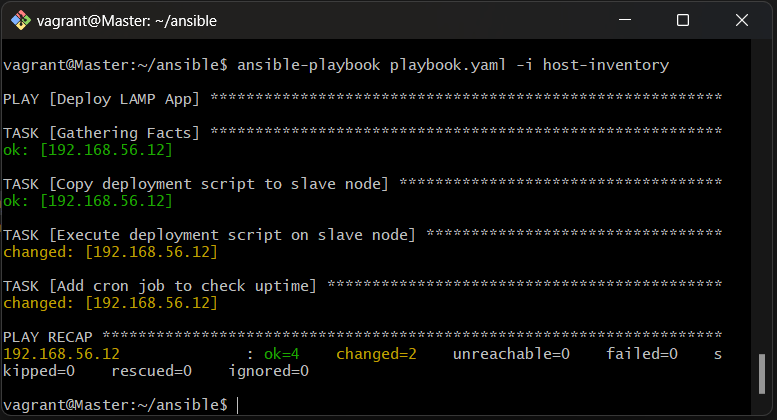 vagrant@Master: ~/ansible
vagrant@Master:~/ansible$ ansible-playbook playbook.yaml -i host-inventory
PLAY [Deploy LAMP App] *********************************************************
TASK [Gathering Facts] *********************************************************
ok: [192.168.56.12]
TASK [Copy deployment script to slave node] ************************************
ok: [192.168.56.12]
TASK [Execute deployment script on slave node] *********************************
changed: [192.168.56.12]
TASK [Add cron job to check uptime] ********************************************
changed: [192.168.56.12]
PLAY RECAP *********************************************************************
192.168.56.12              : ok=4    changed=2    unreachable=0    failed=0    s
kipped=0    rescued=0    ignored=0
vagrant@Master:~/ansible$